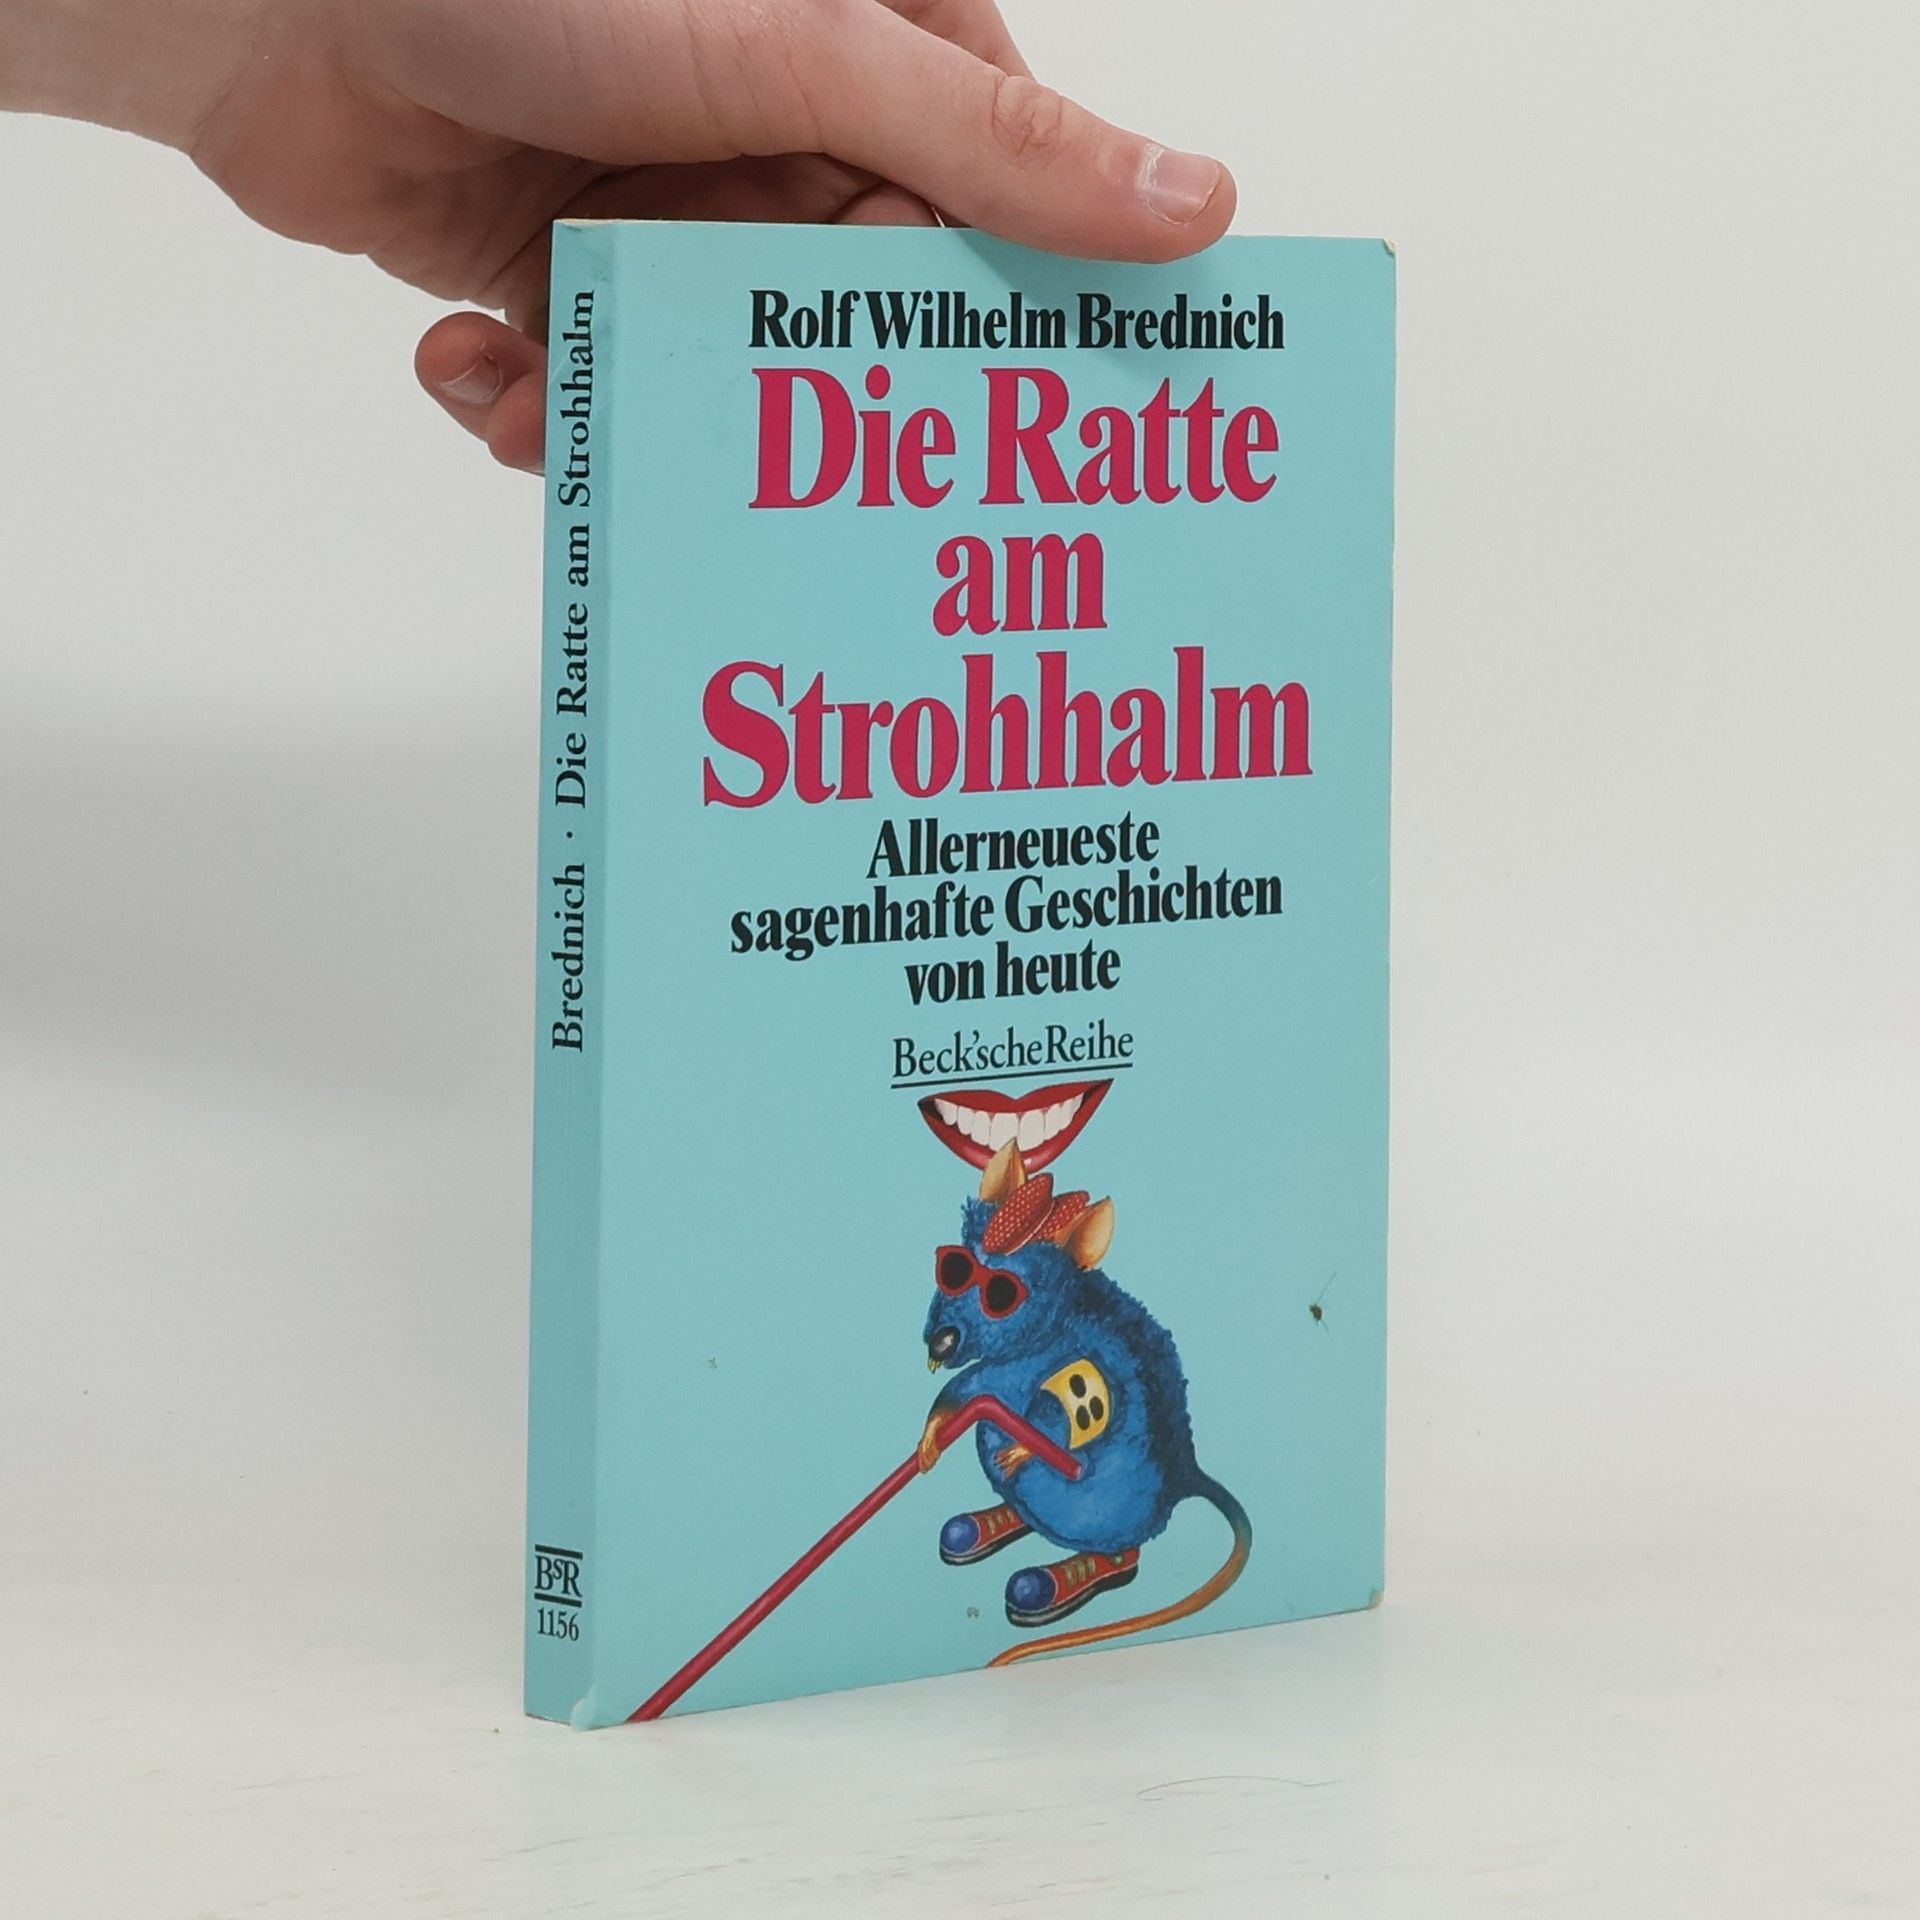 Rolf Wilhelm Brednich
Die Ratte
am
Strohhalm
Allerneueste
sagenhafte Geschichten
von heute
Beck'sche Reihe
Brednich · Die Ratte am Strohhalm
BsR
1156